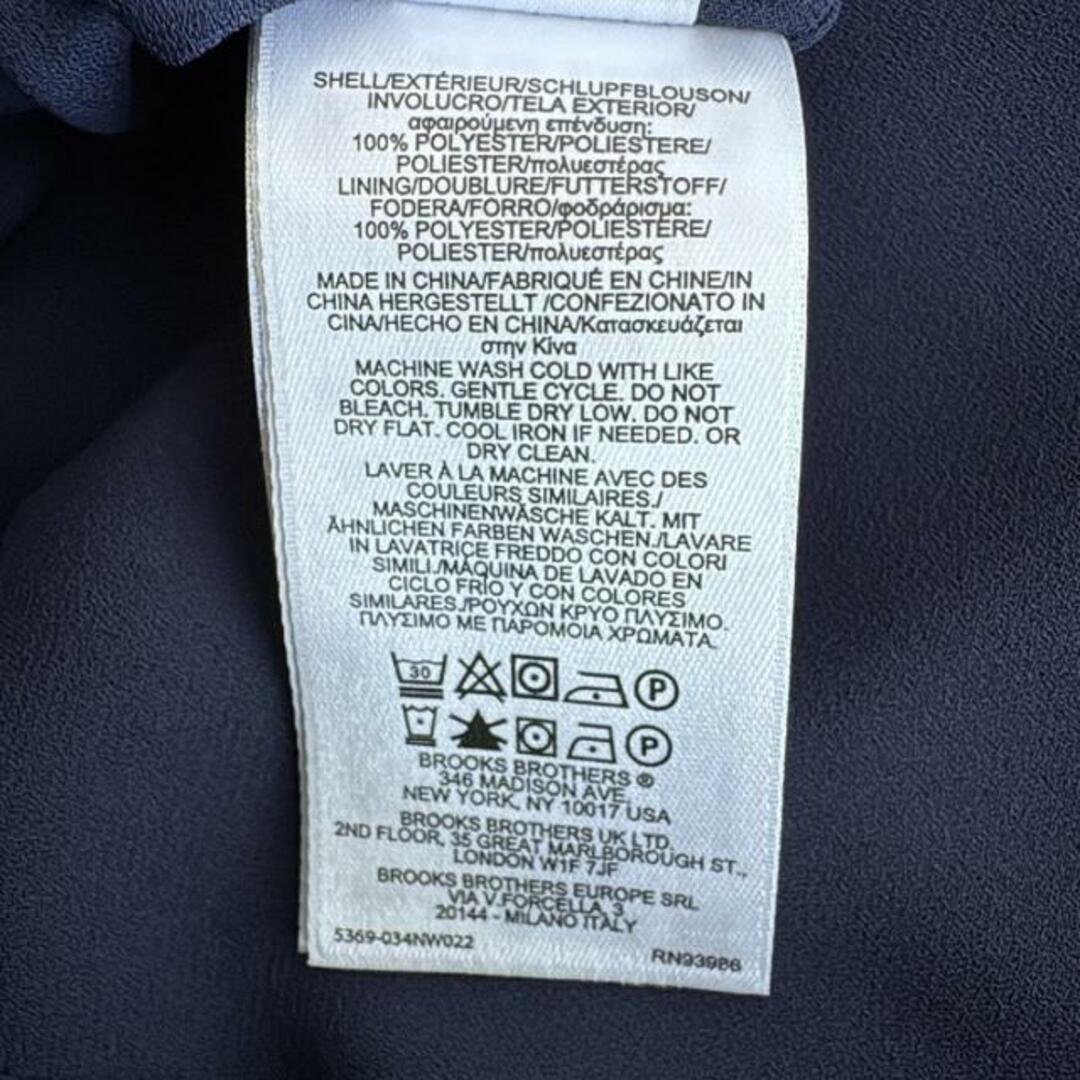 SHELL/EXTÉRIEUR/SCHLUPFBLOUSON/
INVOLUCRO/TELA EXTERIOR/
αφαιρούμενη επένδυση:
100% POLYESTER/POLIESTERE/
POLIESTER/πολυεστέρας
LINING/DOUBLURE/FUTTERSTOFF/
FODERA/FORRO/φοδράρισμα:
100% POLYESTER/POLIESTERE/
POLIESTER/πολυεστέρας
MADE IN CHINA/FABRIQUÉ EN CHINE/IN
CHINA HERGESTELLT /CONFEZIONATO IN
CINA/HECHO EN CHINA/Κατασκευάζεται
στην Κίνα
MACHINE WASH COLD WITH LIKE
COLORS. GENTLE CYCLE. DO NOT
BLEACH. TUMBLE DRY LOW. DO NOT
DRY FLAT. COOL IRON IF NEEDED. OR
DRY CLEAN.
LAVER À LA MACHINE AVEC DES
COULEURS SIMILAIRES./
MASCHINENWÄSCHE KALT. MIT
ÄHNLICHEN FARBEN WASCHEN./LAVARE
IN LAVATRICE FREDDO CON COLORI
SIMILI./MÁQUINA DE LAVADO EN
CICLO FRÍO Y CON COLORES
SIMILARES./ΡΟΥΧΩΝ ΚΡΥΟ ΠΛΥΣΙΜΟ.
ΠΛΥΣΙΜΟ ΜΕ ΠΑΡΟΜΟΙΑ ΧΡΩΜΑΤΑ.
30 P
P
BROOKS BROTHERS ®
346 MADISON AVE.
NEW YORK, NY 10017 USA
BROOKS BROTHERS UK LTD.
2ND FLOOR, 35 GREAT MARLBOROUGH ST.,
LONDON W1F 7JF
BROOKS BROTHERS EUROPE SRL
VIA V.FORCELLA, 3
20144 - MILANO ITALY
5369-034NW022
RN93986